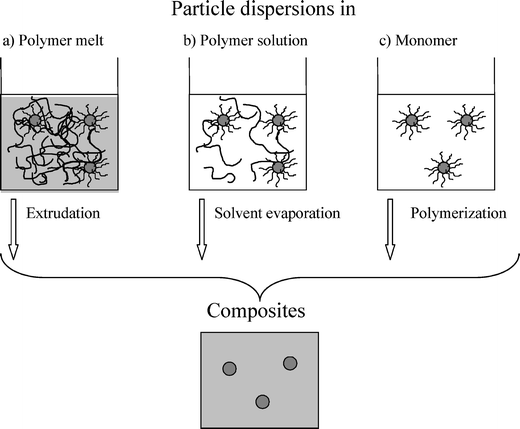 Particle dispersions in
a) Polymer melt
b) Polymer solution
c) Monomer
Extrudation
Solvent evaporation
Polymerization
Composites